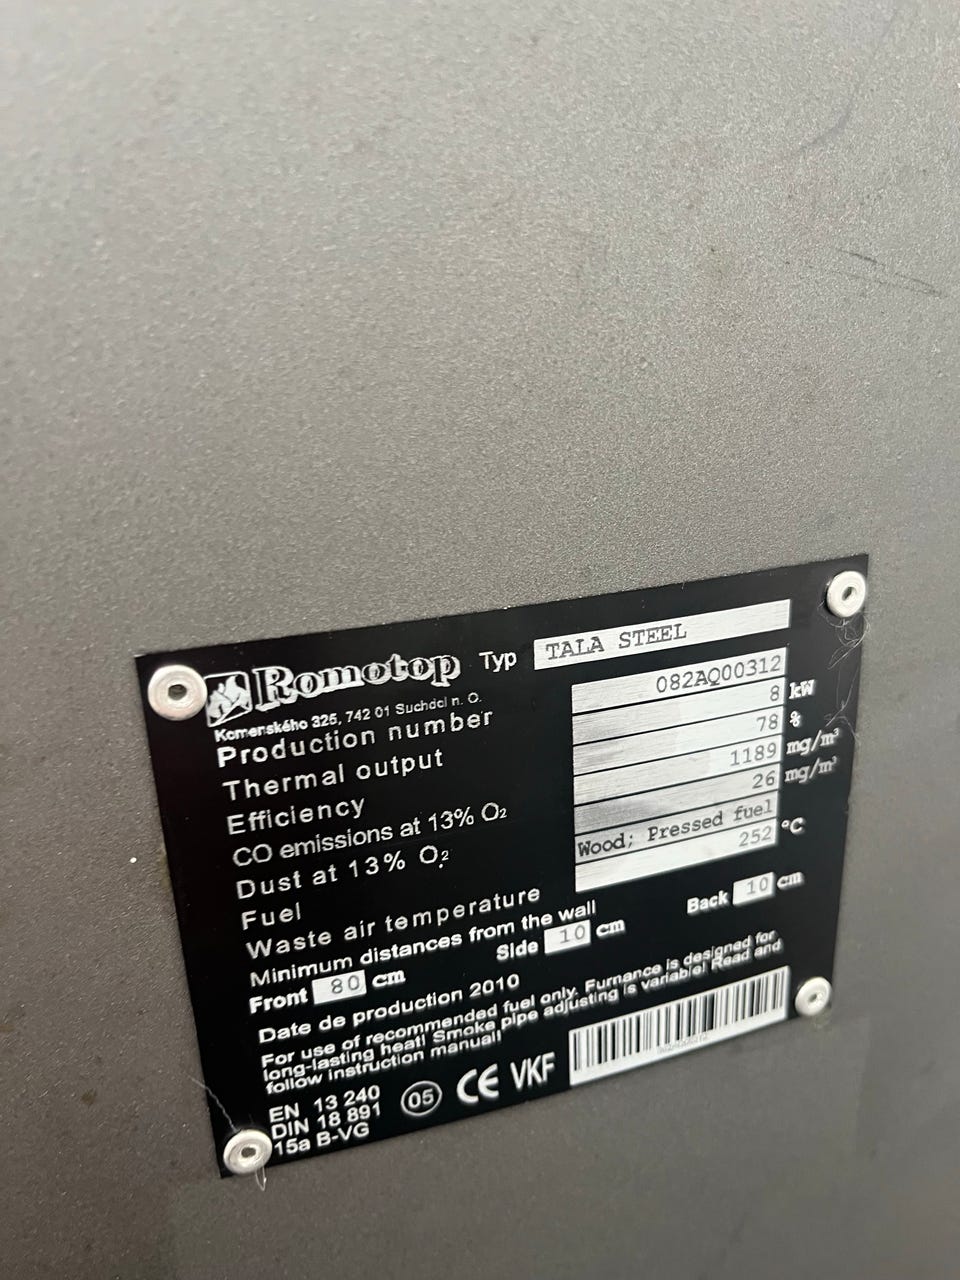 Romotop Typ TALA STEEL
Komenského 325, 742 01 Suchdol n. O.
Production number 082AQ00312
Thermal output 8 kW
Efficiency 78 %
CO emissions at 13% O₂ 1189 mg/m³
Dust at 13% O₂ 26 mg/m³
Fuel Wood; Pressed fuel
Waste air temperature 252 °C
Minimum distances from the wall
Front 80 cm Side 10 cm Back 10 cm
Date de production 2010
For use of recommended fuel only. Furnance is designed for
long-lasting heat! Smoke pipe adjusting is variable! Read and
follow instruction manual!
EN 13 240
DIN 18 891
15a B-VG
05 CE VKF